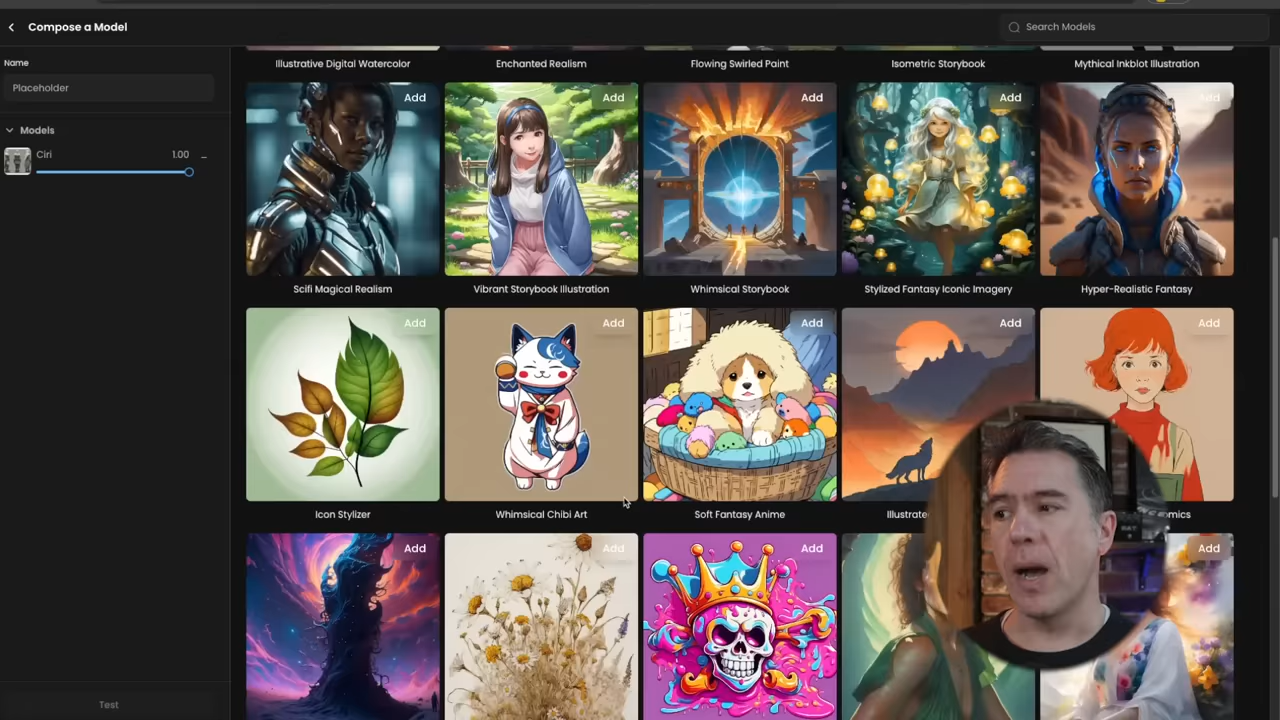 Compose a Model
Search Models
Name
Placeholder
Models
Ciri 1.00
Test
Illustrative Digital Watercolor
Enchanted Realism
Flowing Swirled Paint
Isometric Storybook
Mythical Inkblot Illustration
Add
Add
Add
Add
Add
Scifi Magical Realism
Vibrant Storybook Illustration
Whimsical Storybook
Stylized Fantasy Iconic Imagery
Hyper-Realistic Fantasy
Add
Add
Add
Add
Add
Icon Stylizer
Whimsical Chibi Art
Soft Fantasy Anime
Add
Add
Add
Add